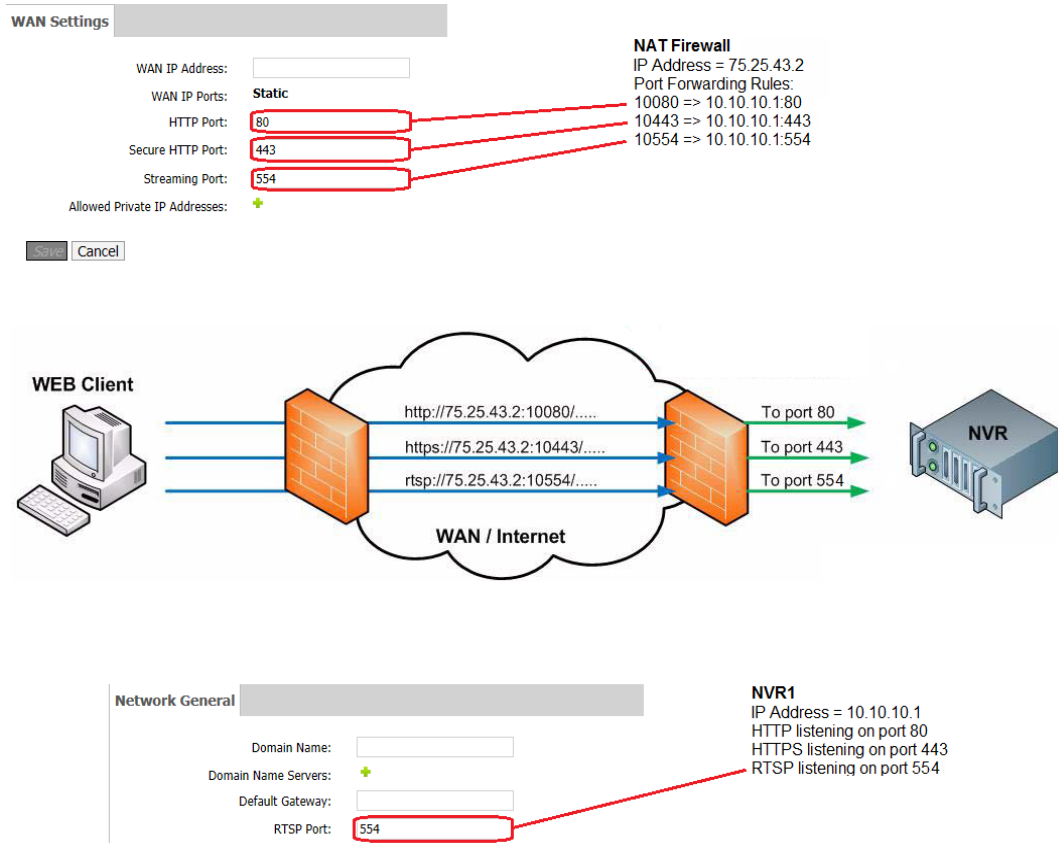 WAN Settings
WAN IP Address:
WAN IP Ports: Static
HTTP Port: 80
Secure HTTP Port: 443
Streaming Port: 554
Allowed Private IP Addresses:
Save Cancel
NAT Firewall
IP Address = 75.25.43.2
Port Forwarding Rules:
10080 => 10.10.10.1:80
10443 => 10.10.10.1:443
10554 => 10.10.10.1:554
WEB Client
http://75.25.43.2:10080/.....
https://75.25.43.2:10443/.....
rtsp://75.25.43.2:10554/.....
WAN / Internet
To port 80
To port 443
To port 554
NVR
Network General
Domain Name:
Domain Name Servers:
Default Gateway:
RTSP Port: 554
NVR1
IP Address = 10.10.10.1
HTTP listening on port 80
HTTPS listening on port 443
RTSP listening on port 554